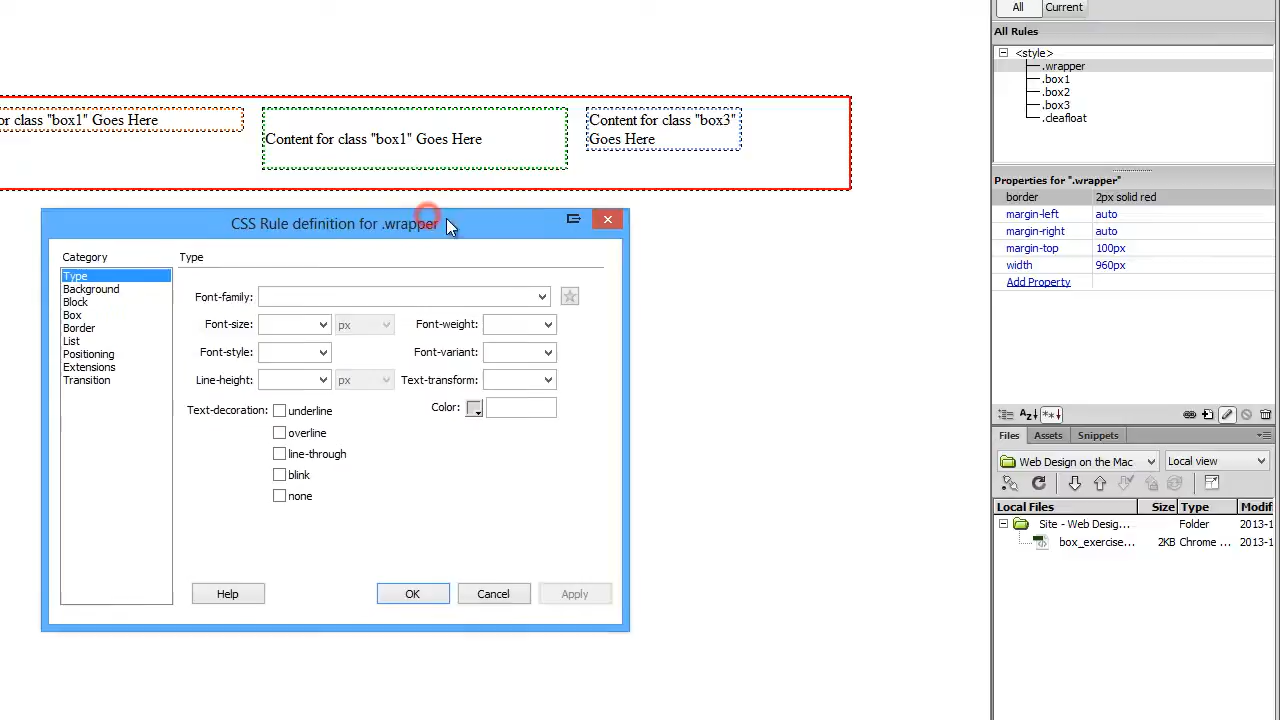 All Current
All Rules
<style>
.wrapper
.box1
.box2
.box3
.clearfloat
or class "box1" Goes Here
Content for class "box1" Goes Here
Content for class "box3"
Goes Here
Properties for ".wrapper"
border 2px solid red
margin-left auto
margin-right auto
margin-top 100px
width 960px
Add Property
CSS Rule definition for .wrapper
Category
Type
Background
Block
Box
Border
List
Positioning
Extensions
Transition
Type
Font-family:
Font-size: px Font-weight:
Font-style: Font-variant:
Line-height: px Text-transform:
Text-decoration: underline Color:
overline
line-through
blink
none
Help OK Cancel Apply
A Z
Files Assets Snippets
Web Design on the Mac Local view
Local Files Size Type Modifi
Site - Web Desig... Folder 2013-1
box_exercise... 2KB Chrome ... 2013-1